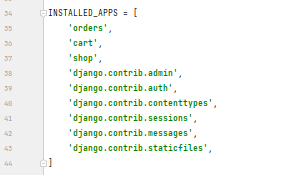 34 INSTALLED_APPS = [
35 'orders',
36 'cart',
37 'shop',
38 'django.contrib.admin',
39 'django.contrib.auth',
40 'django.contrib.contenttypes',
41 'django.contrib.sessions',
42 'django.contrib.messages',
43 'django.contrib.staticfiles',
44 ]